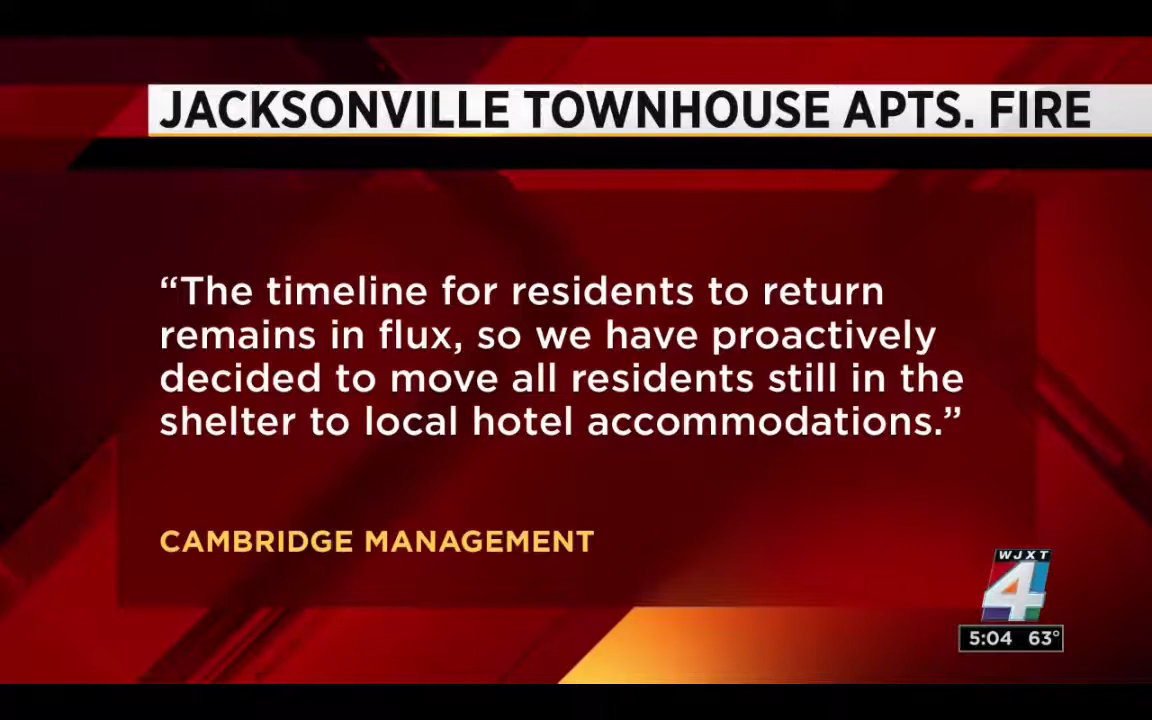 JACKSONVILLE TOWNHOUSE APTS. FIRE
“The timeline for residents to return
remains in flux, so we have proactively
decided to move all residents still in the
shelter to local hotel accommodations.”
CAMBRIDGE MANAGEMENT
WJXT
4
5:04 63°